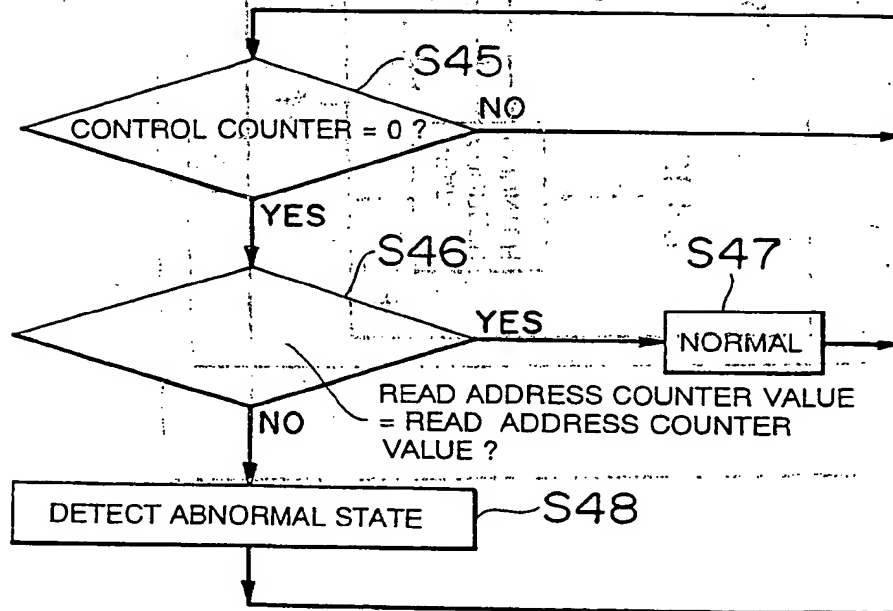 S45
CONTROL COUNTER = 0 ?
NO
YES
S46
S47
YES
NORMAL
READ ADDRESS COUNTER VALUE
= READ ADDRESS COUNTER
VALUE ?
NO
DETECT ABNORMAL STATE
S48